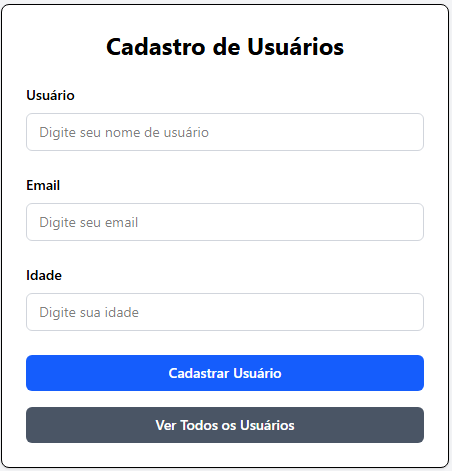 Cadastro de Usuários
Usuário
Digite seu nome de usuário
Email
Digite seu email
Idade
Digite sua idade
Cadastrar Usuário
Ver Todos os Usuários